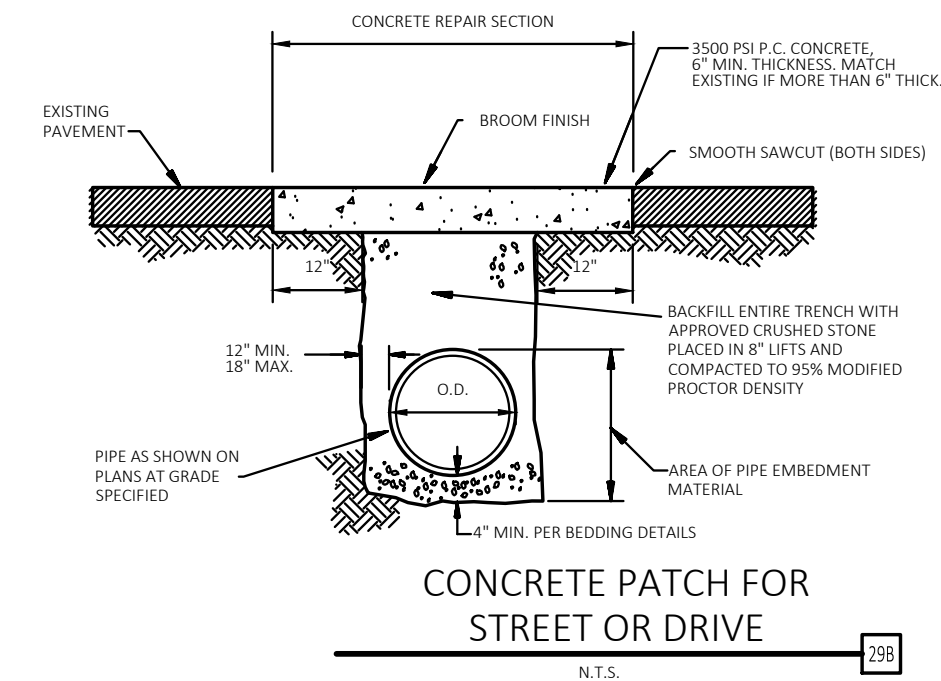 CONCRETE REPAIR SECTION
3500 PSI P.C. CONCRETE,
6" MIN. THICKNESS. MATCH
EXISTING IF MORE THAN 6" THICK.
EXISTING
PAVEMENT
BROOM FINISH
SMOOTH SAWCUT (BOTH SIDES)
12"
12"
BACKFILL ENTIRE TRENCH WITH
APPROVED CRUSHED STONE
PLACED IN 8" LIFTS AND
COMPACTED TO 95% MODIFIED
PROCTOR DENSITY
12" MIN.
18" MAX.
O.D.
PIPE AS SHOWN ON
PLANS AT GRADE
SPECIFIED
AREA OF PIPE EMBEDMENT
MATERIAL
4" MIN. PER BEDDING DETAILS
CONCRETE PATCH FOR
STREET OR DRIVE
29B
N.T.S.